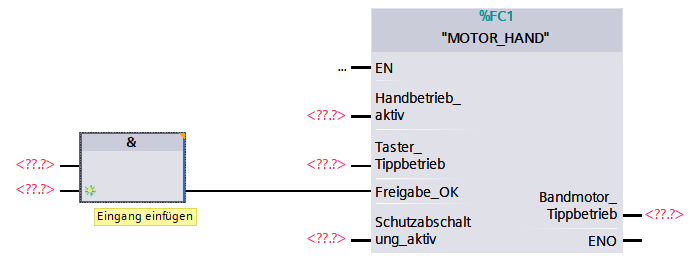 %FC1
"MOTOR_HAND"
... EN
Handbetrieb_
<??.?> aktiv
&
Taster_
<??.?> <??.?> Tippbetrieb
<??.?> Freigabe_OK
Bandmotor_
Eingang einfügen
Schutzabschalt
Tippbetrieb <??.?>
<??.?> ung_aktiv
ENO